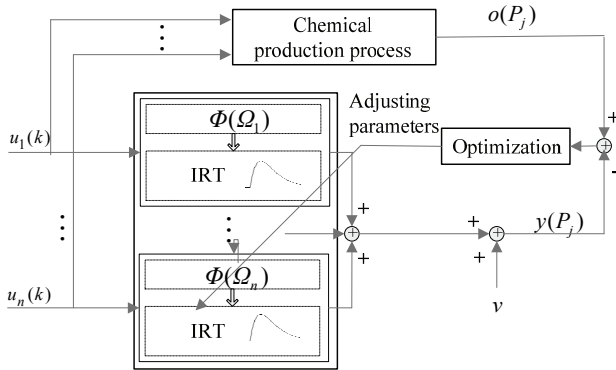 Chemical
production process
o(P_j)
u_1(k)
Φ(Ω_1)
IRT
Adjusting
parameters
Optimization
+
-
+
+
+
+
y(P_j)
v
u_n(k)
Φ(Ω_n)
IRT